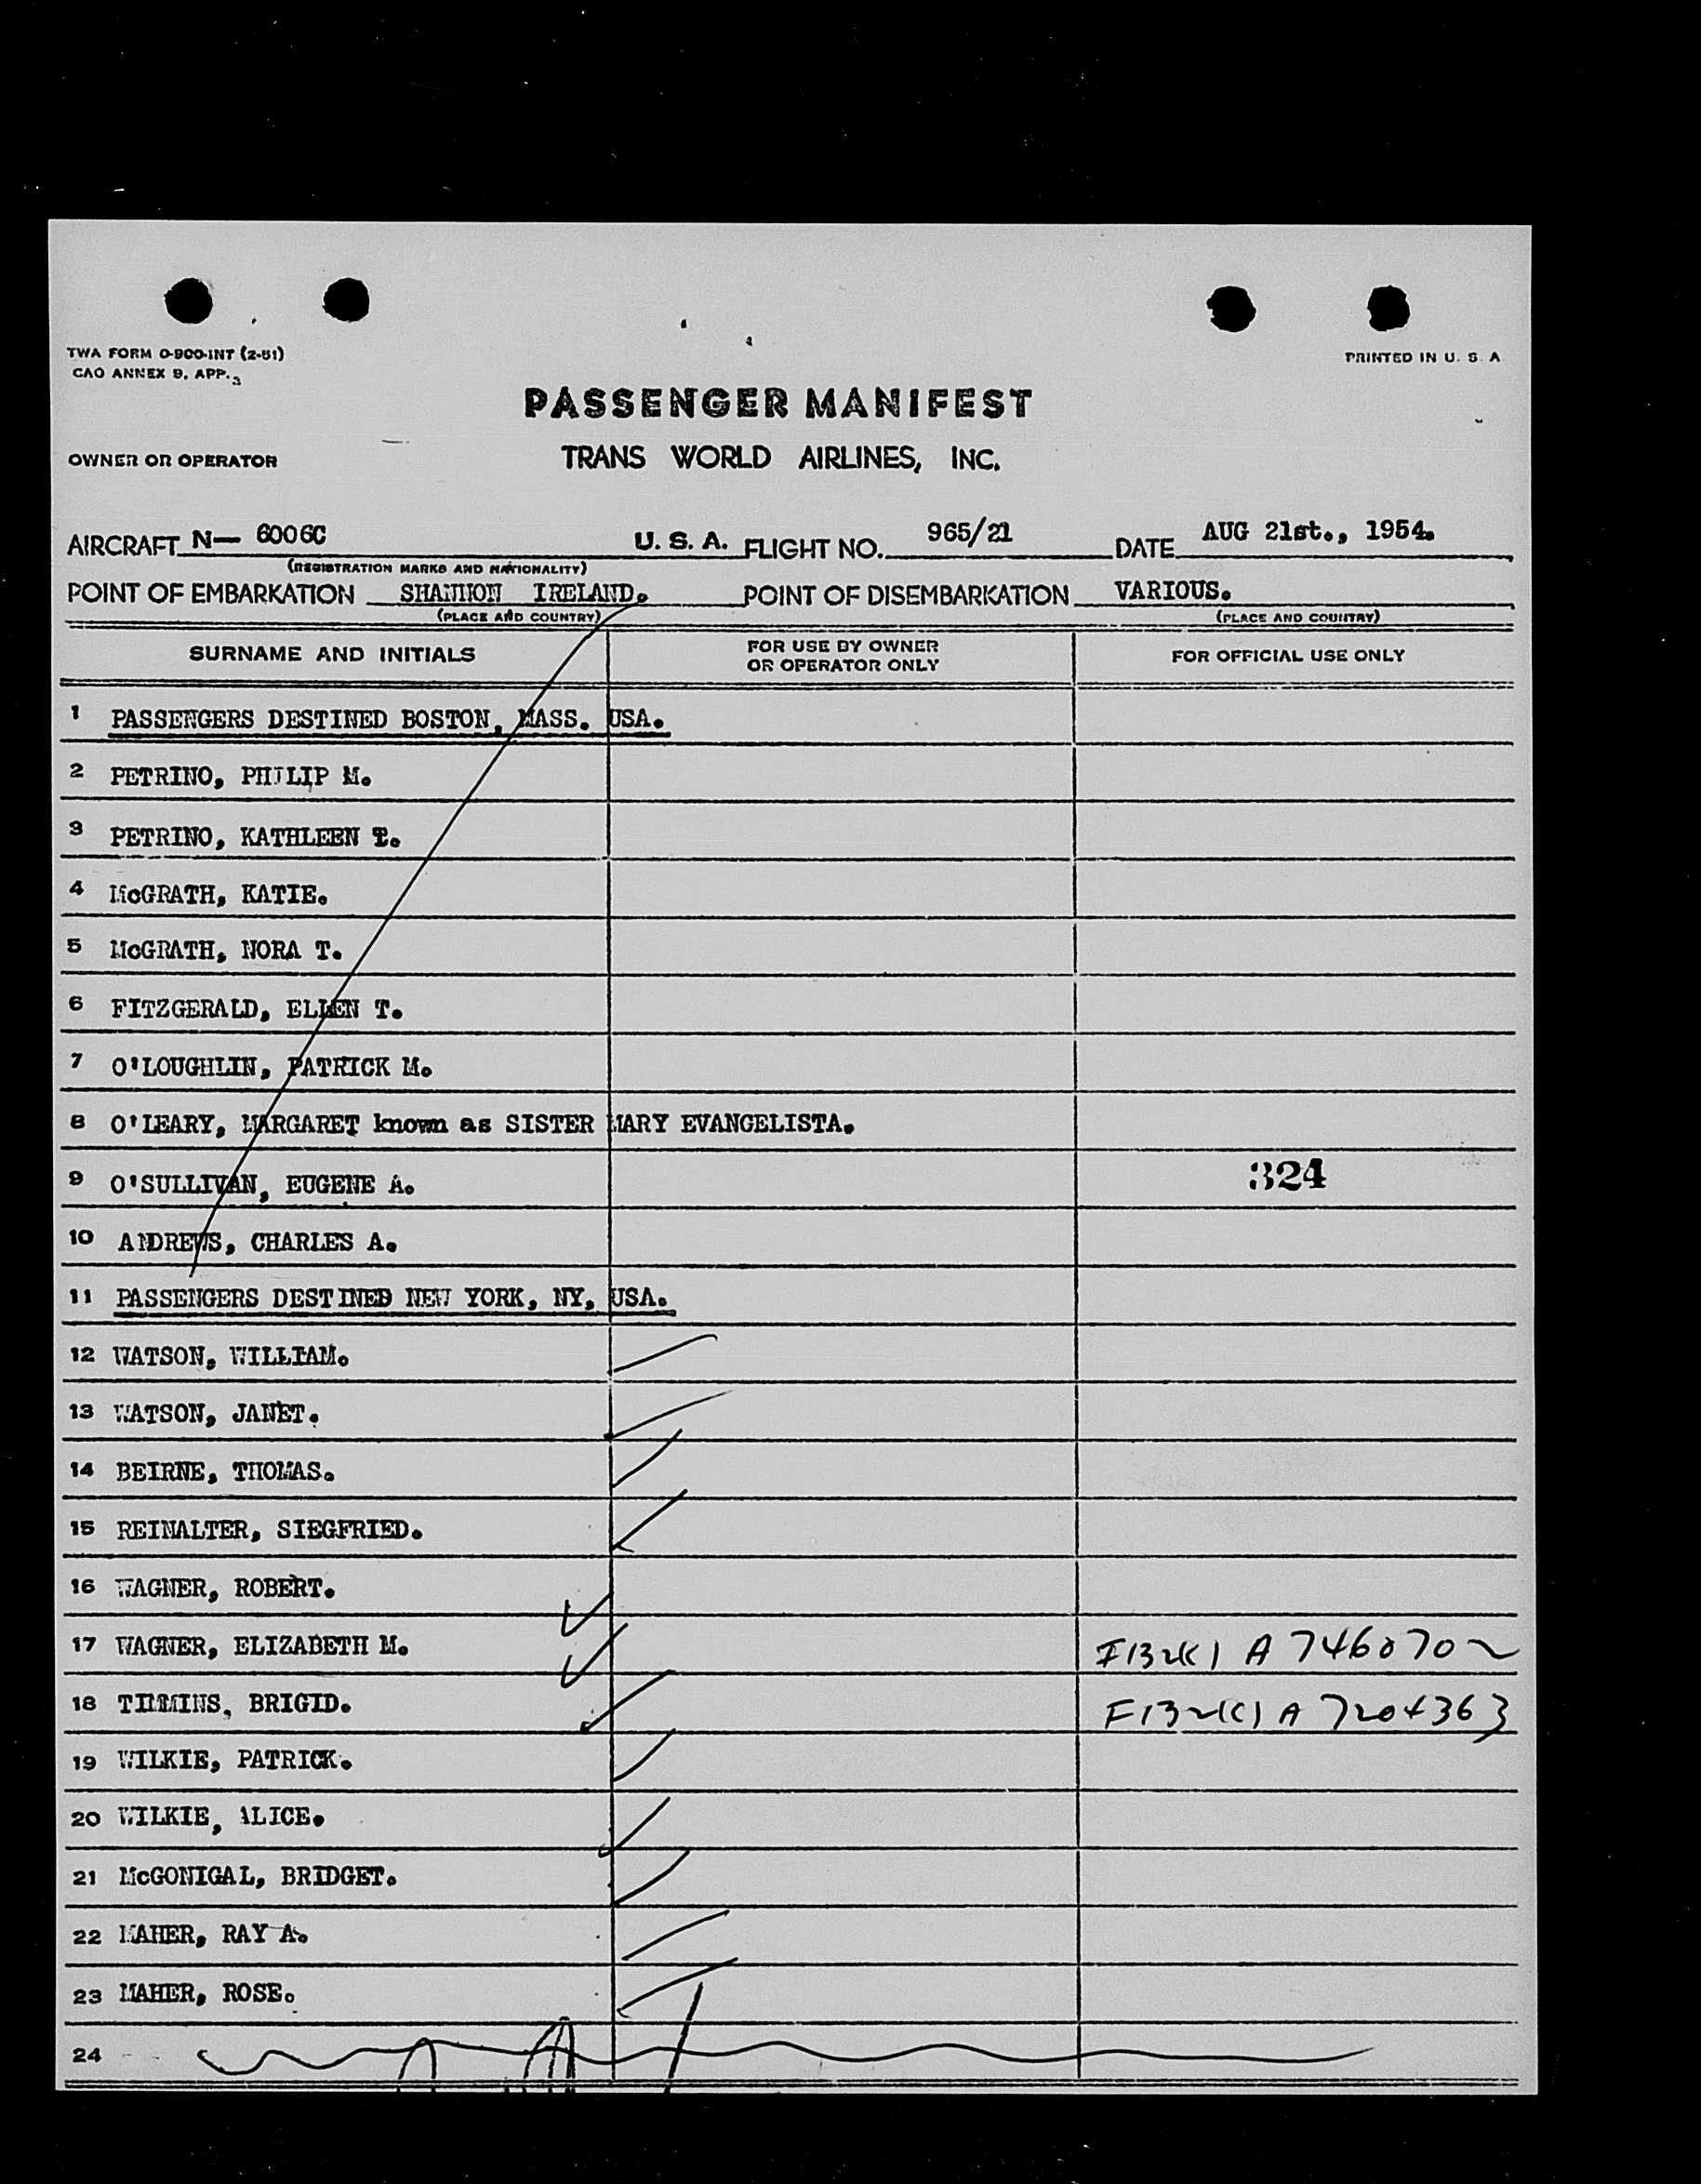 TWA FORM O-900-INT (2-51)
CAO ANNEX 9, APP. 3
PRINTED IN U. S. A
PASSENGER MANIFEST
OWNER OR OPERATOR TRANS WORLD AIRLINES, INC.
AIRCRAFT N— 6006C U. S. A. FLIGHT NO. 965/21 DATE AUG 21st., 1954.
(REGISTRATION MARKS AND NATIONALITY)
POINT OF EMBARKATION SHANNON IRELAND. POINT OF DISEMBARKATION VARIOUS.
(PLACE AND COUNTRY) (PLACE AND COUNTRY)
SURNAME AND INITIALS FOR USE BY OWNER OR OPERATOR ONLY FOR OFFICIAL USE ONLY
1 PASSENGERS DESTINED BOSTON, MASS. USA.
2 PETRINO, PHILIP M.
3 PETRINO, KATHLEEN T.
4 McGRATH, KATIE.
5 McGRATH, NORA T.
6 FITZGERALD, ELLEN T.
7 O'LOUGHLIN, PATRICK M.
8 O'LEARY, MARGARET known as SISTER MARY EVANGELISTA.
9 O'SULLIVAN, EUGENE A. 324
10 ANDREWS, CHARLES A.
11 PASSENGERS DESTINED NEW YORK, NY, USA.
12 WATSON, WILLIAM.
13 WATSON, JANET.
14 BEIRNE, THOMAS.
15 REINALTER, SIEGFRIED.
16 WAGNER, ROBERT.
17 WAGNER, ELIZABETH M. A 7460702
18 TIMMINS, BRIGID. F132(C) A 7204363
19 WILKIE, PATRICK.
20 WILKIE, ALICE.
21 McGONIGAL, BRIDGET.
22 MAHER, RAY A.
23 MAHER, ROSE.
24